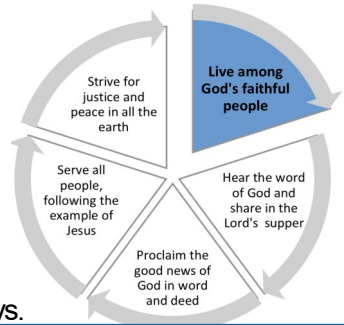 Live among
God's faithful
people
Hear the word
of God and
share in the
Lord's supper
Proclaim the
good news of
God in word
and deed
Serve all
people,
following the
example of
Jesus
Strive for
justice and
peace in all the
earth